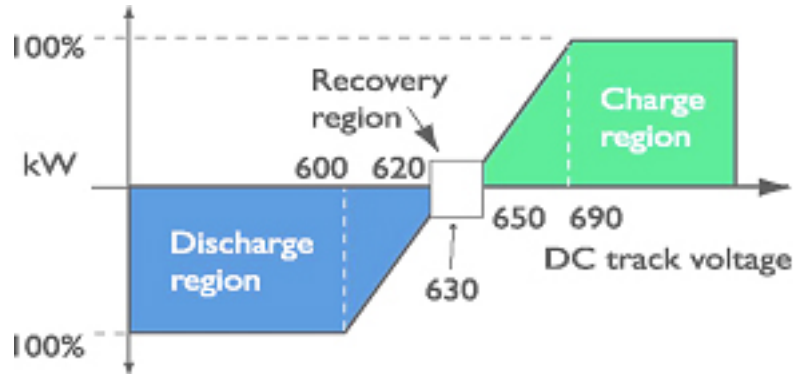 100%
Recovery
region
Charge
region
kW
600 620
650 690
Discharge
region
DC track voltage
630
100%